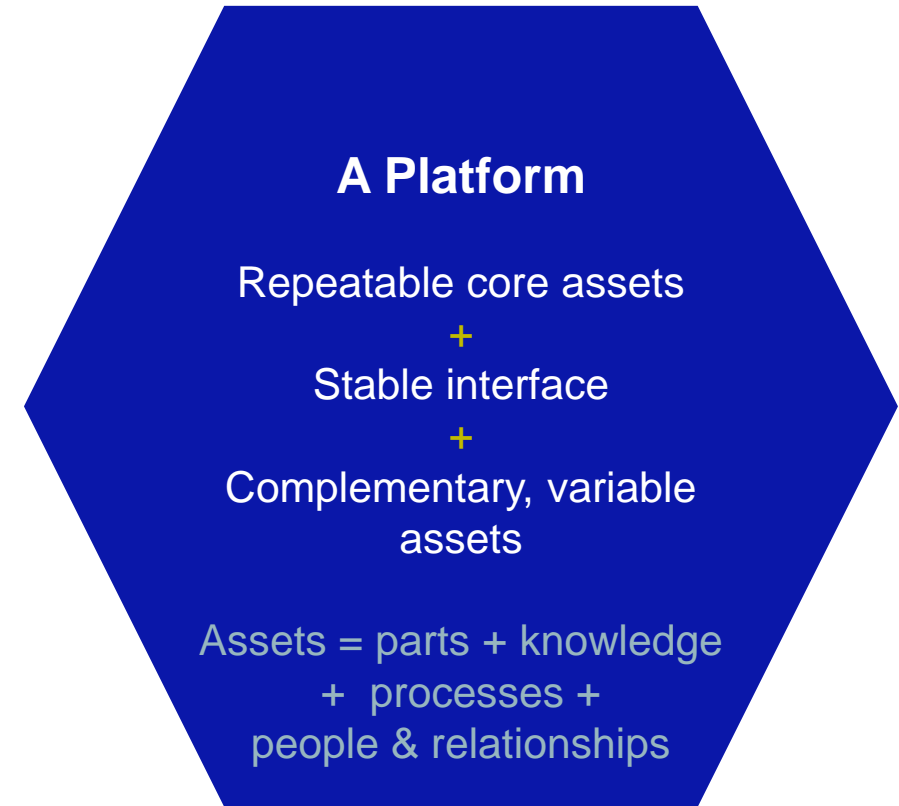 A Platform
Repeatable core assets
+
Stable interface
+
Complementary, variable
assets
Assets = parts + knowledge
+ processes +
people & relationships